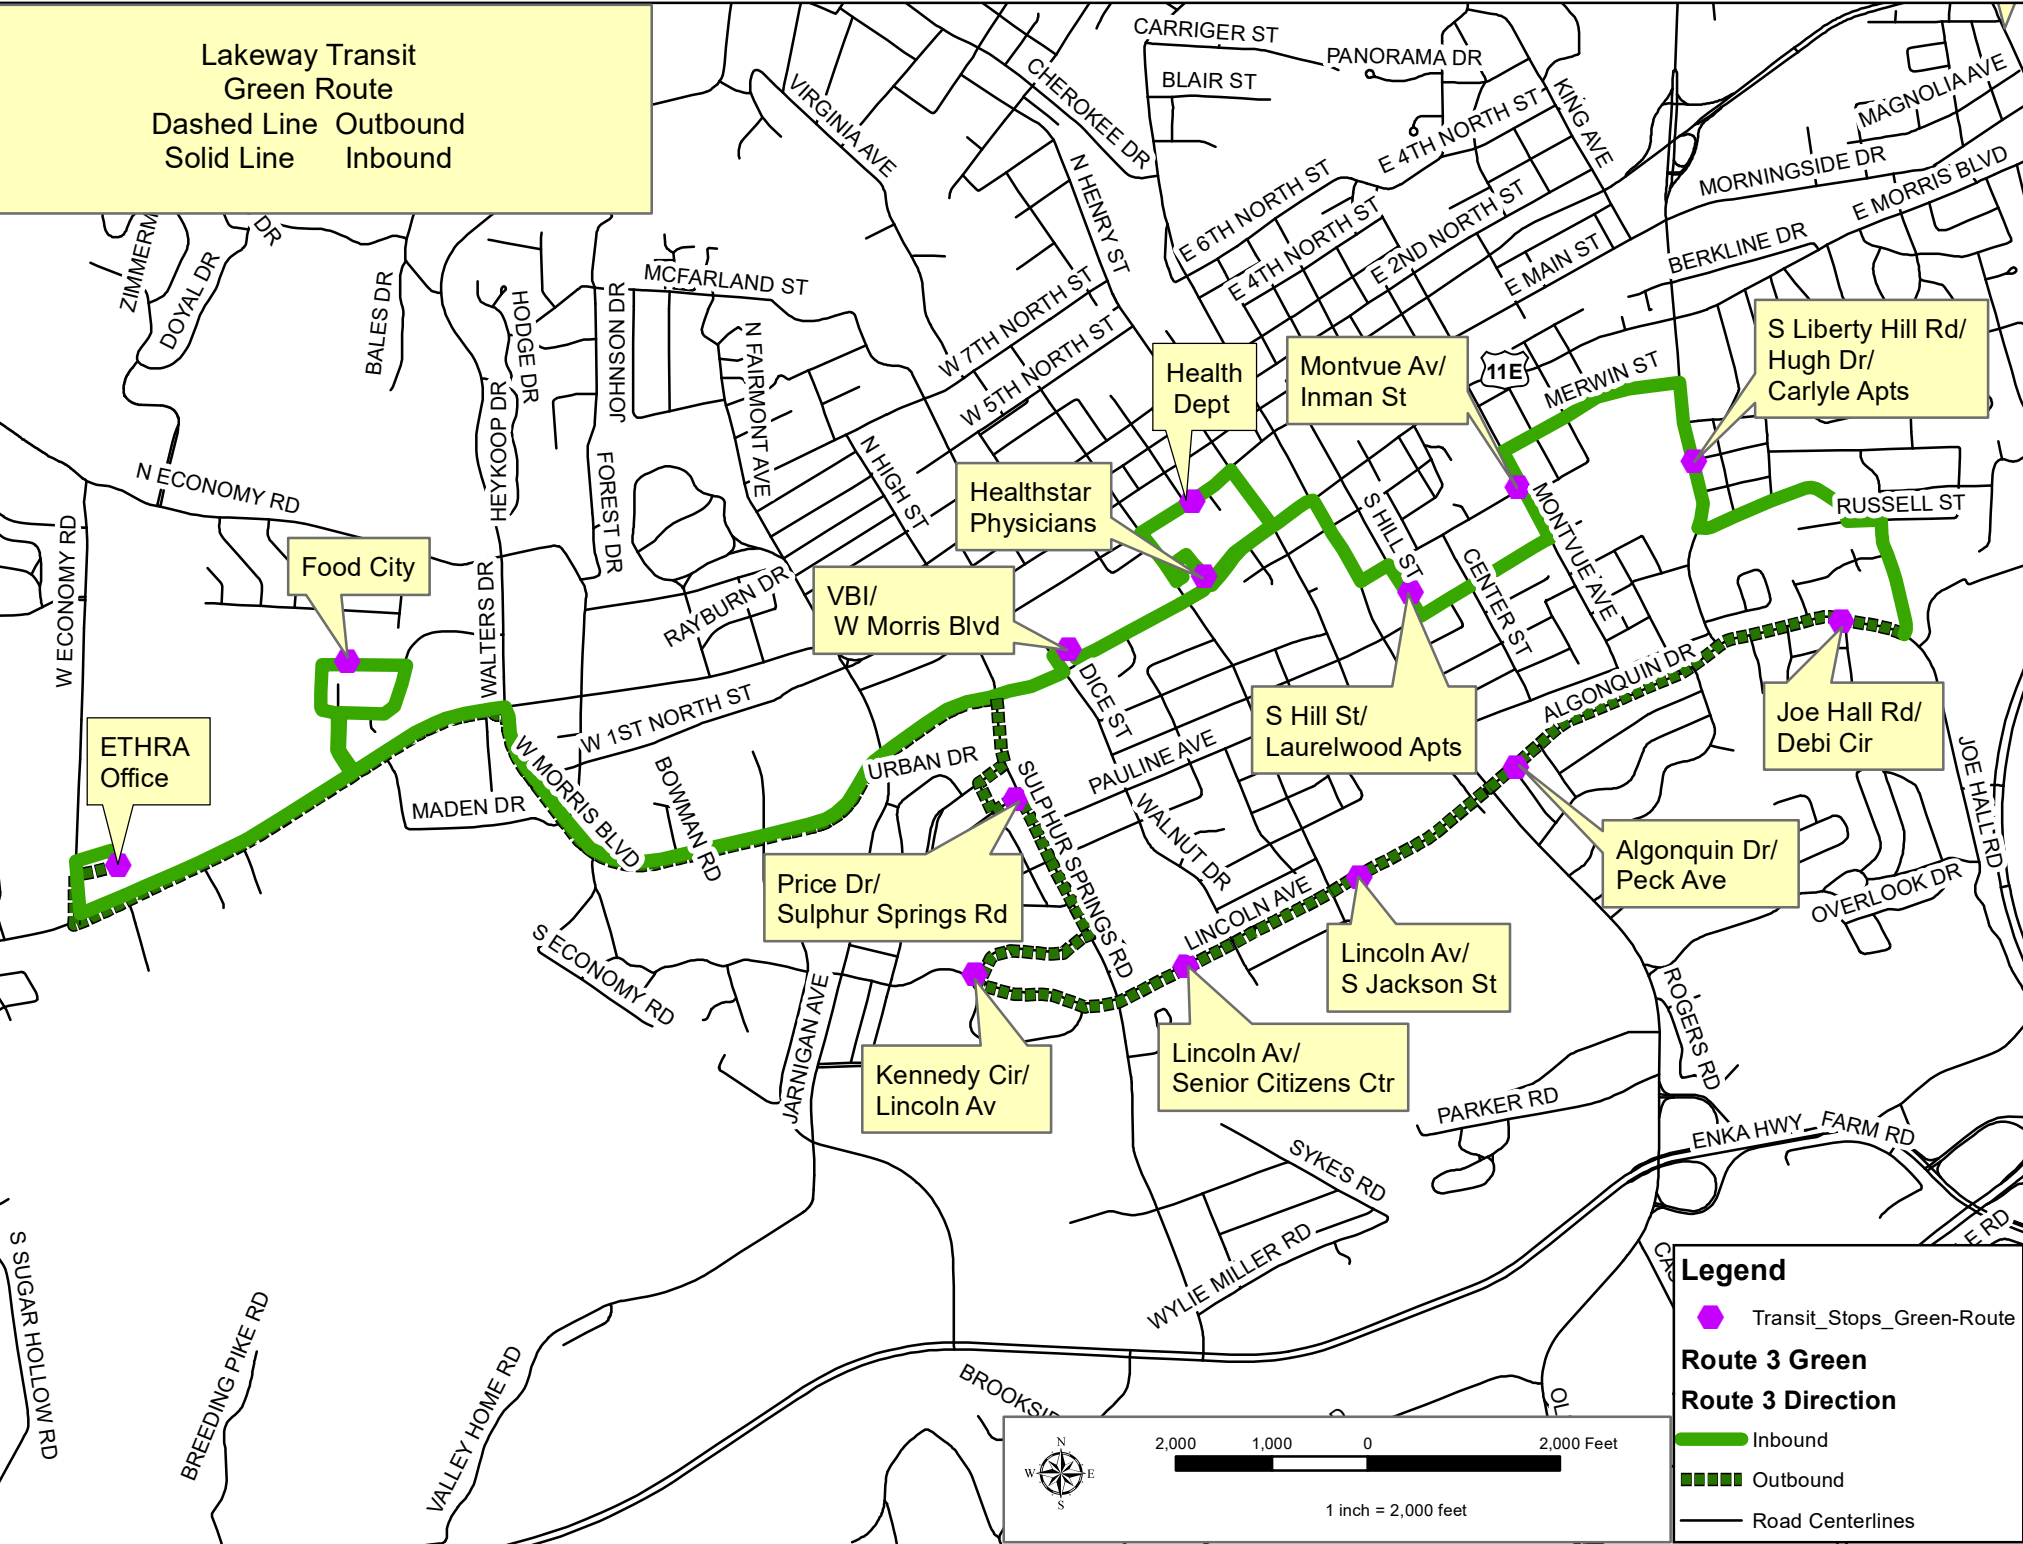 Lakeway Transit
Green Route
Dashed Line Outbound
Solid Line Inbound
CARRIGER ST
PANORAMA DR
BLAIR ST
CHEROKEE DR
VIRGINIA AVE
KING AVE
MAGNOLIA AVE
E 4TH NORTH ST
MORNINGSIDE DR
E MORRIS BLVD
N HENRY ST
E 6TH NORTH ST
E 4TH NORTH ST
E 2ND NORTH ST
E MAIN ST
BERKLINE DR
ZIMMERM
DOYAL DR
DR
BALES DR
HODGE DR
JOHNSON DR
MCFARLAND ST
N FAIRMONT AVE
W 7TH NORTH ST
W 5TH NORTH ST
HEYKOOP DR
Health
Dept
Montvue Av/
Inman St
11E
MERWIN ST
S Liberty Hill Rd/
Hugh Dr/
Carlyle Apts
N ECONOMY RD
W ECONOMY RD
FOREST DR
N HIGH ST
Healthstar
Physicians
S HILL ST
MONTVUE AVE
RUSSELL ST
Food City
WALTERS DR
RAYBURN DR
VBI/
W Morris Blvd
CENTER ST
DICE ST
ALGONQUIN DR
S Hill St/
Laurelwood Apts
Joe Hall Rd/
Debi Cir
ETHRA
Office
W 1ST NORTH ST
W MORRIS BLVD
BOWMAN RD
URBAN DR
PAULINE AVE
MADEN DR
SULPHUR SPRINGS RD
WALNUT DR
JOE HALL RD
Price Dr/
Sulphur Springs Rd
LINCOLN AVE
Algonquin Dr/
Peck Ave
OVERLOOK DR
S ECONOMY RD
JARNIGAN AVE
Lincoln Av/
S Jackson St
ROGERS RD
Kennedy Cir/
Lincoln Av
Lincoln Av/
Senior Citizens Ctr
PARKER RD
ENKA HWY
FARM RD
SYKES RD
WYLIE MILLER RD
E RD
CAS
S SUGAR HOLLOW RD
BREEDING PIKE RD
VALLEY HOME RD
BROOKSI
OL
N
W E
S
2,000 1,000 0 2,000 Feet
1 inch = 2,000 feet
Legend
Transit_Stops_Green-Route
Route 3 Green
Route 3 Direction
Inbound
Outbound
Road Centerlines